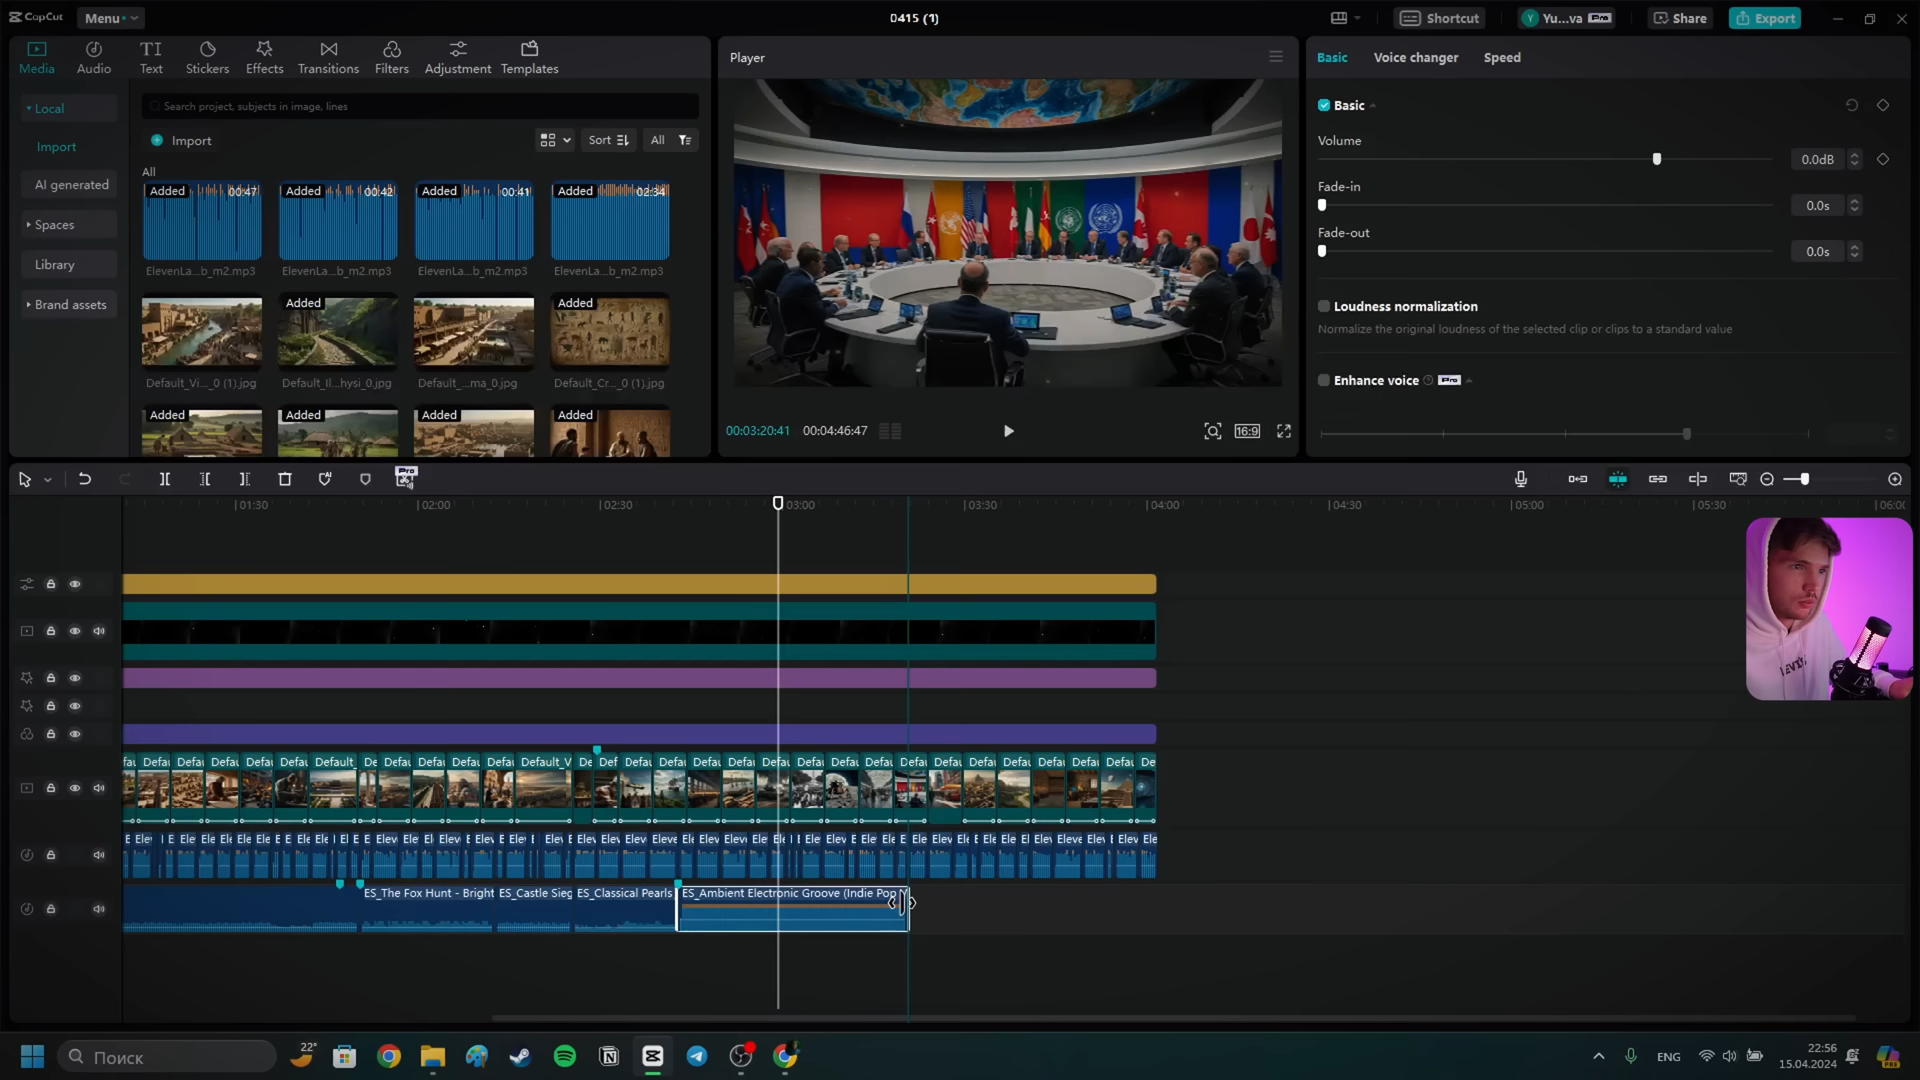 CapCut
Menu
0415 (1)
Shortcut
Y
Yu...va
Pro
Share
Export
Media
Audio
TI
Text
Stickers
Effects
Transitions
Filters
Adjustment
Templates
Local
Import
AI generated
Spaces
Library
Brand assets
Search project, subjects in image, lines
Import
Sort
All
All
Added
00:47
Added
00:42
Added
00:41
Added
02:34
ElevenLa...b_m2.mp3
ElevenLa...b_m2.mp3
ElevenLa...b_m2.mp3
ElevenLa...b_m2.mp3
Added
Added
Default_Vi..._0 (1).jpg
Default_Il...hysi_0.jpg
Default_...ma_0.jpg
Default_Cr..._0 (1).jpg
Added
Added
Added
Added
Player
00:03:20:41
00:04:46:47
16:9
Basic
Voice changer
Speed
Basic
Volume
0.0dB
Fade-in
0.0s
Fade-out
0.0s
Loudness normalization
Normalize the original loudness of the selected clip or clips to a standard value
Enhance voice
Pro
Pro
01:30
02:00
02:30
03:00
03:30
04:00
04:30
05:00
05:30
06:00
ES_The Fox Hunt - Bright
ES_Castle Sieg
ES_Classical Pearls
ES_Ambient Electronic Groove (Indie Pop
Поиск
22°
ENG
22:56
15.04.2024